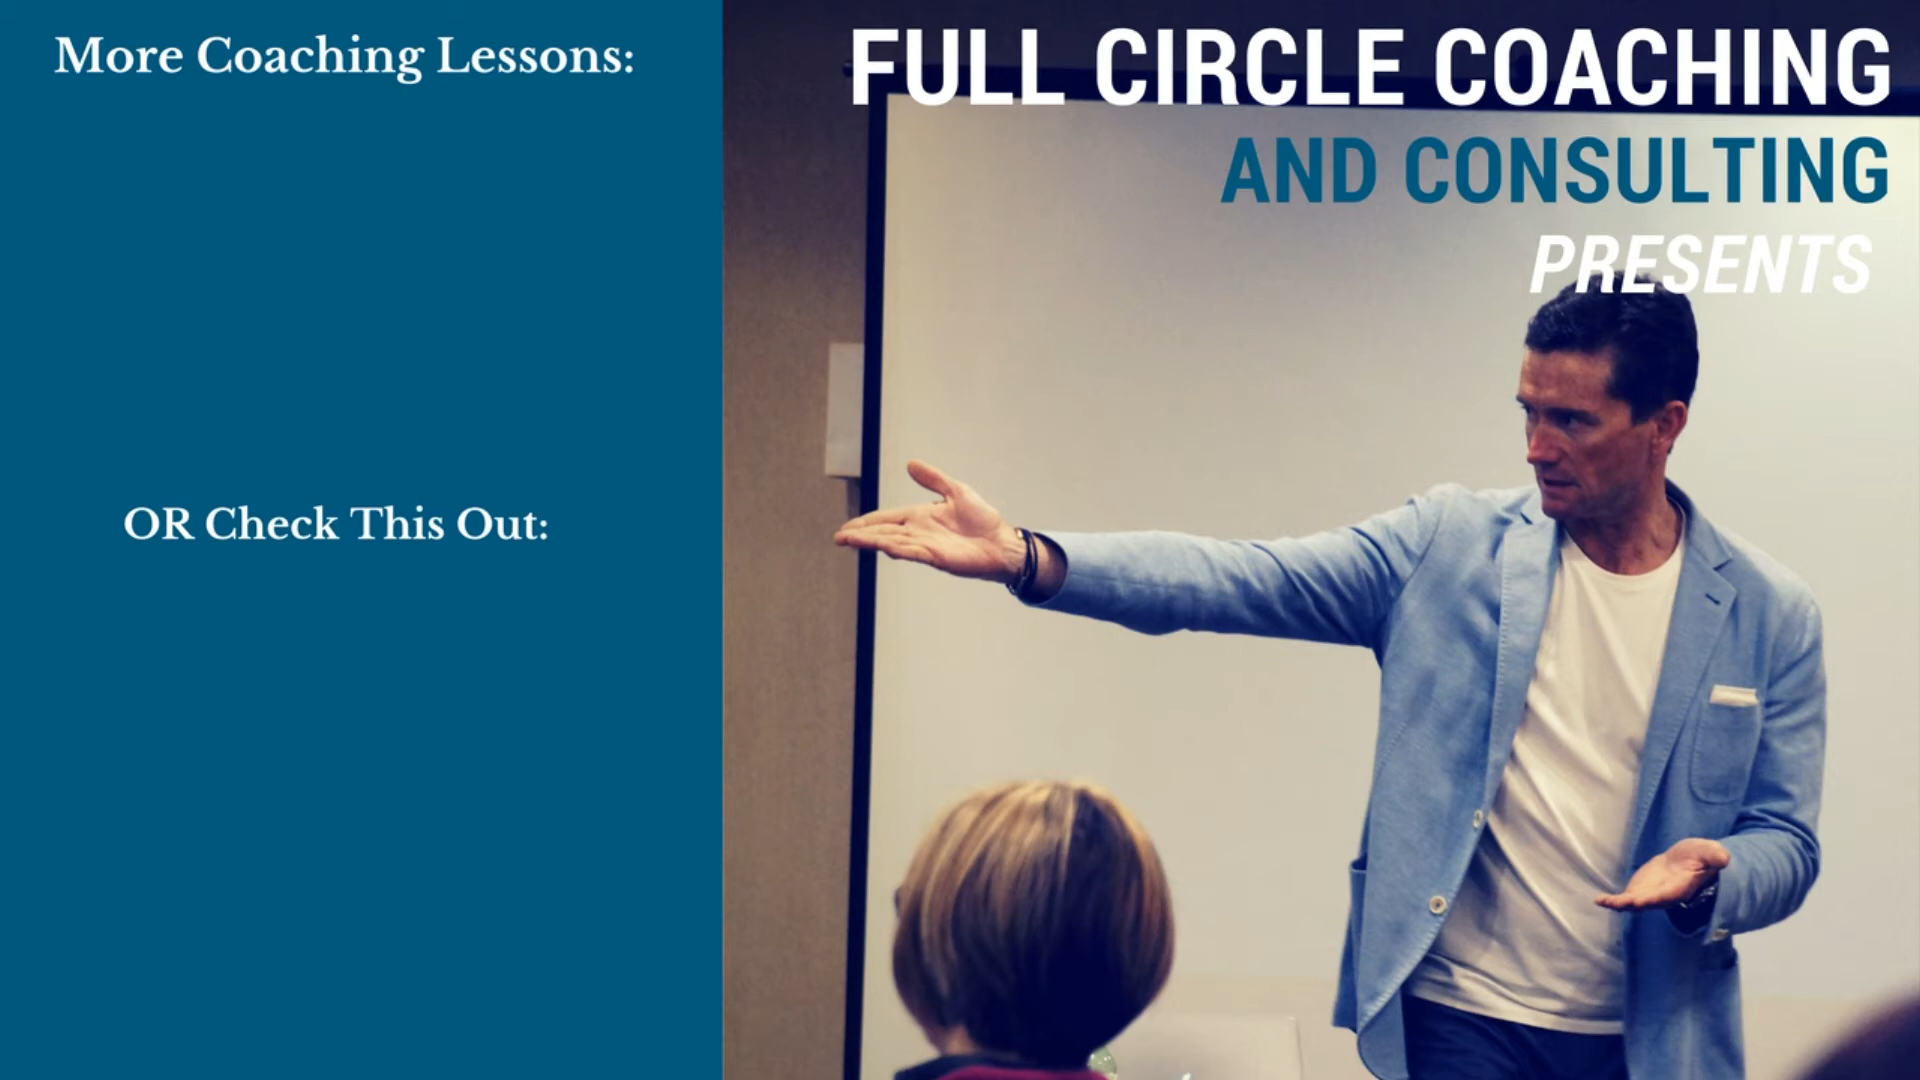 More Coaching Lessons:
OR Check This Out:
FULL CIRCLE COACHING
AND CONSULTING
PRESENTS